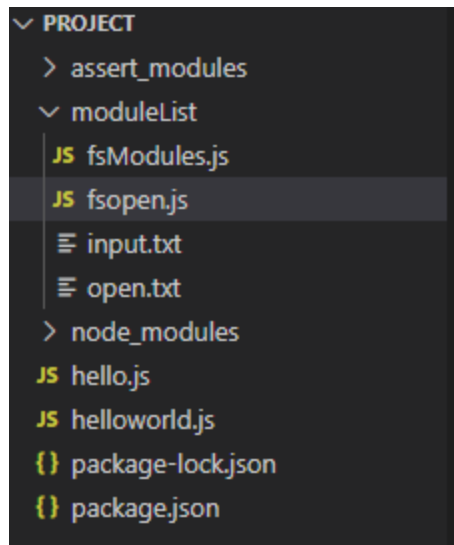 PROJECT
assert_modules
moduleList
JS fsModules.js
JS fsopen.js
input.txt
open.txt
node_modules
JS hello.js
JS helloworld.js
{} package-lock.json
{} package.json